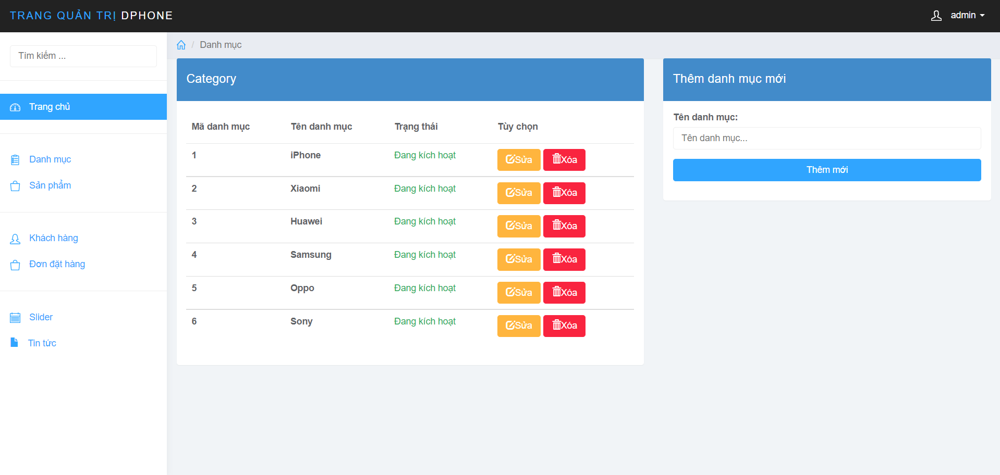 TRANG QUẢN TRỊ DPHONE
admin
Tìm kiếm ...
Trang chủ
Danh mục
Sản phẩm
Khách hàng
Đơn đặt hàng
Slider
Tin tức
/ Danh mục
Category
Mã danh mục Tên danh mục Trạng thái Tùy chọn
1 iPhone Đang kích hoạt Sửa Xóa
2 Xiaomi Đang kích hoạt Sửa Xóa
3 Huawei Đang kích hoạt Sửa Xóa
4 Samsung Đang kích hoạt Sửa Xóa
5 Oppo Đang kích hoạt Sửa Xóa
6 Sony Đang kích hoạt Sửa Xóa
Thêm danh mục mới
Tên danh mục:
Tên danh mục...
Thêm mới